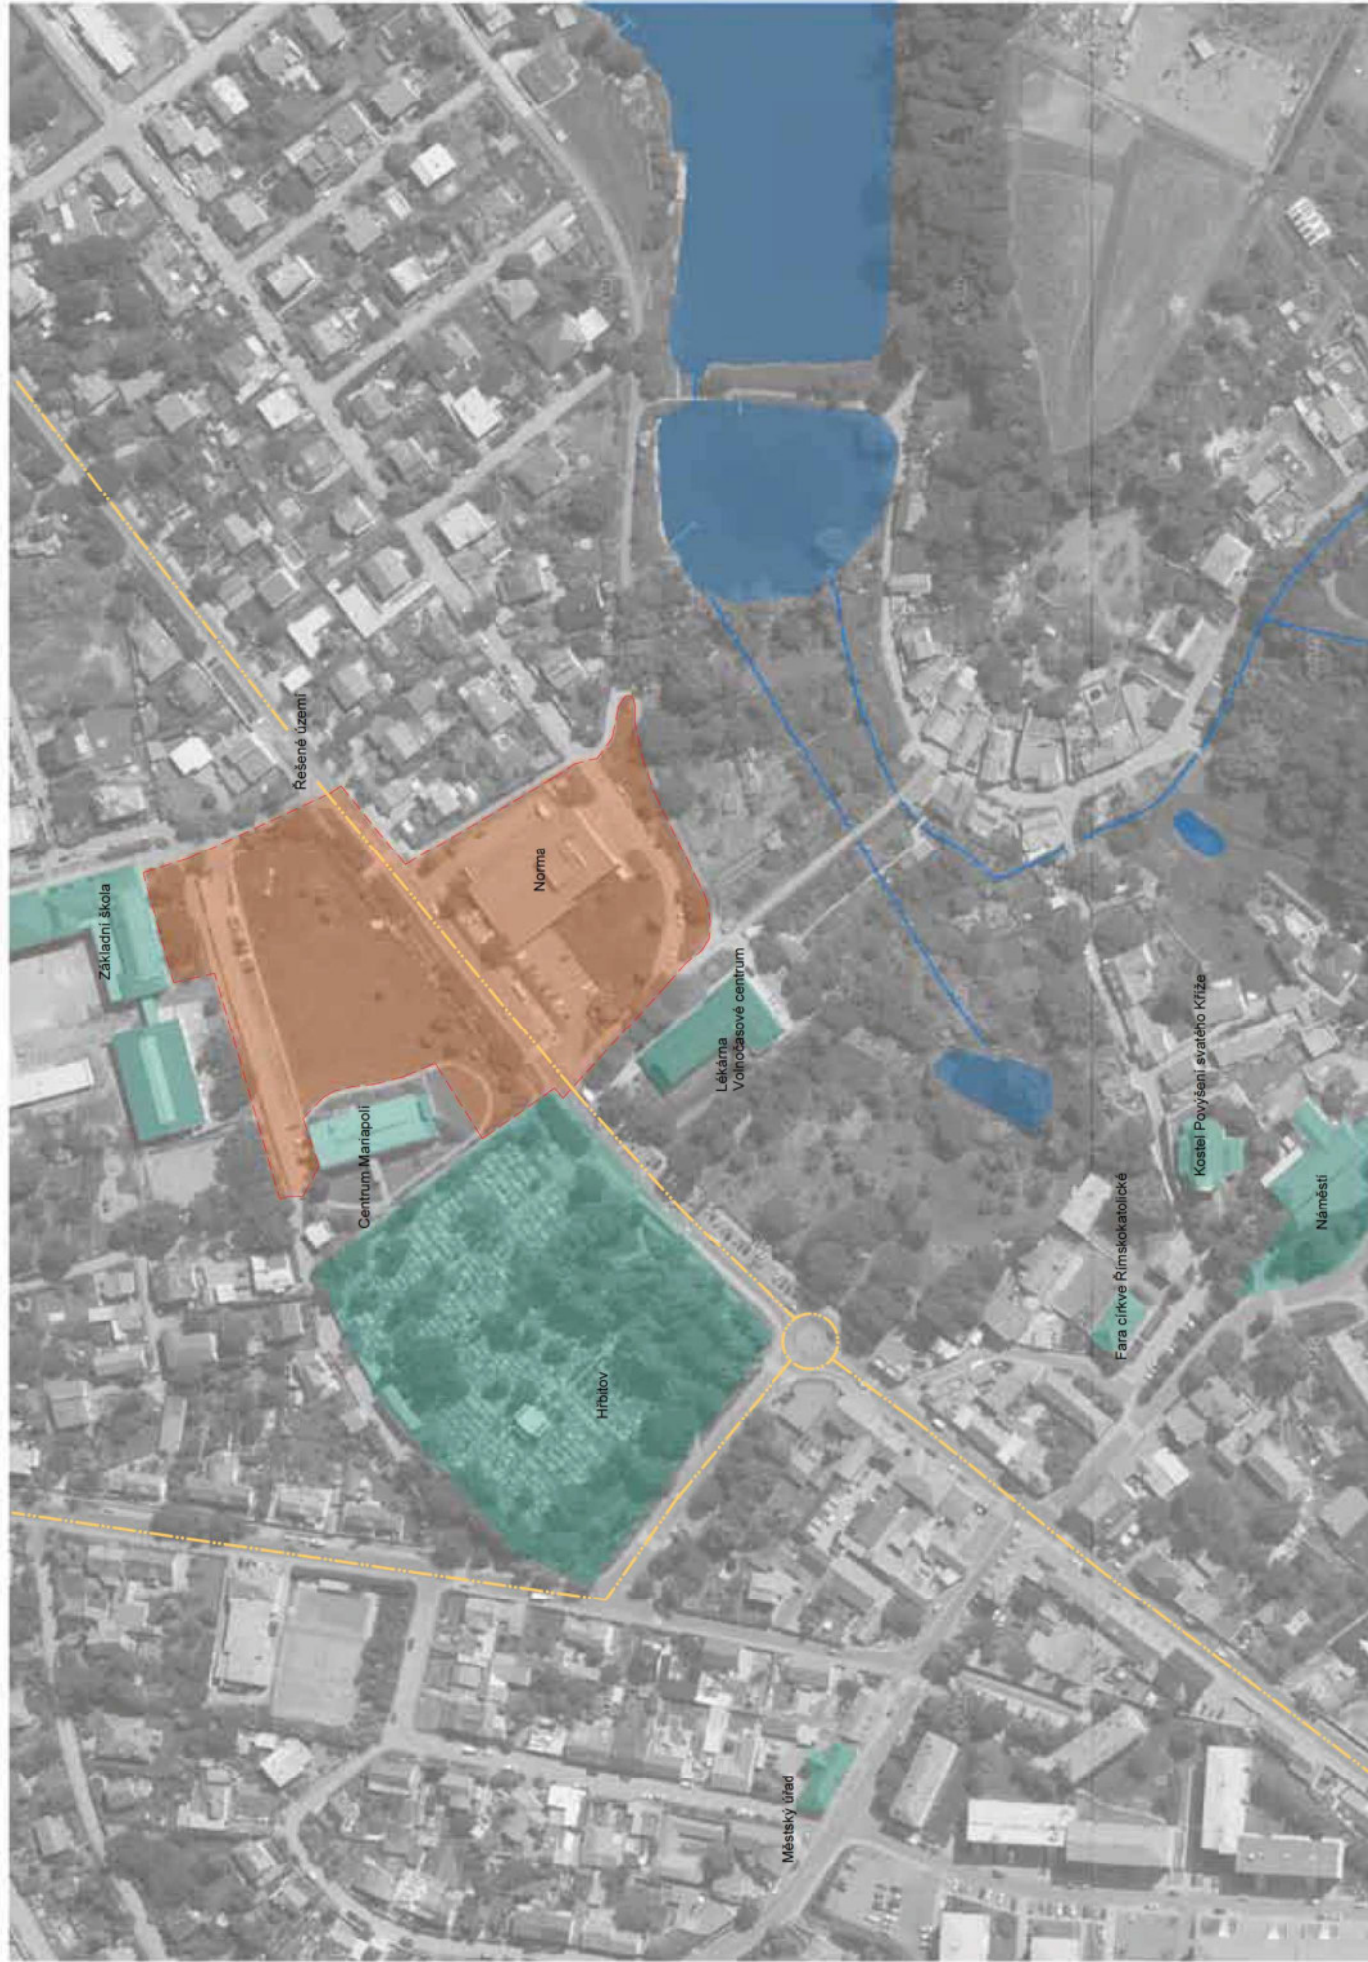 Řešené území
Základní škola
Norma
Centrum Mariapoli
Lékárna
Volnočasové centrum
Hřbitov
Kostel Povýšení svatého Kříže
Náměstí
Fara církve Římskokatolické
Městský úřad